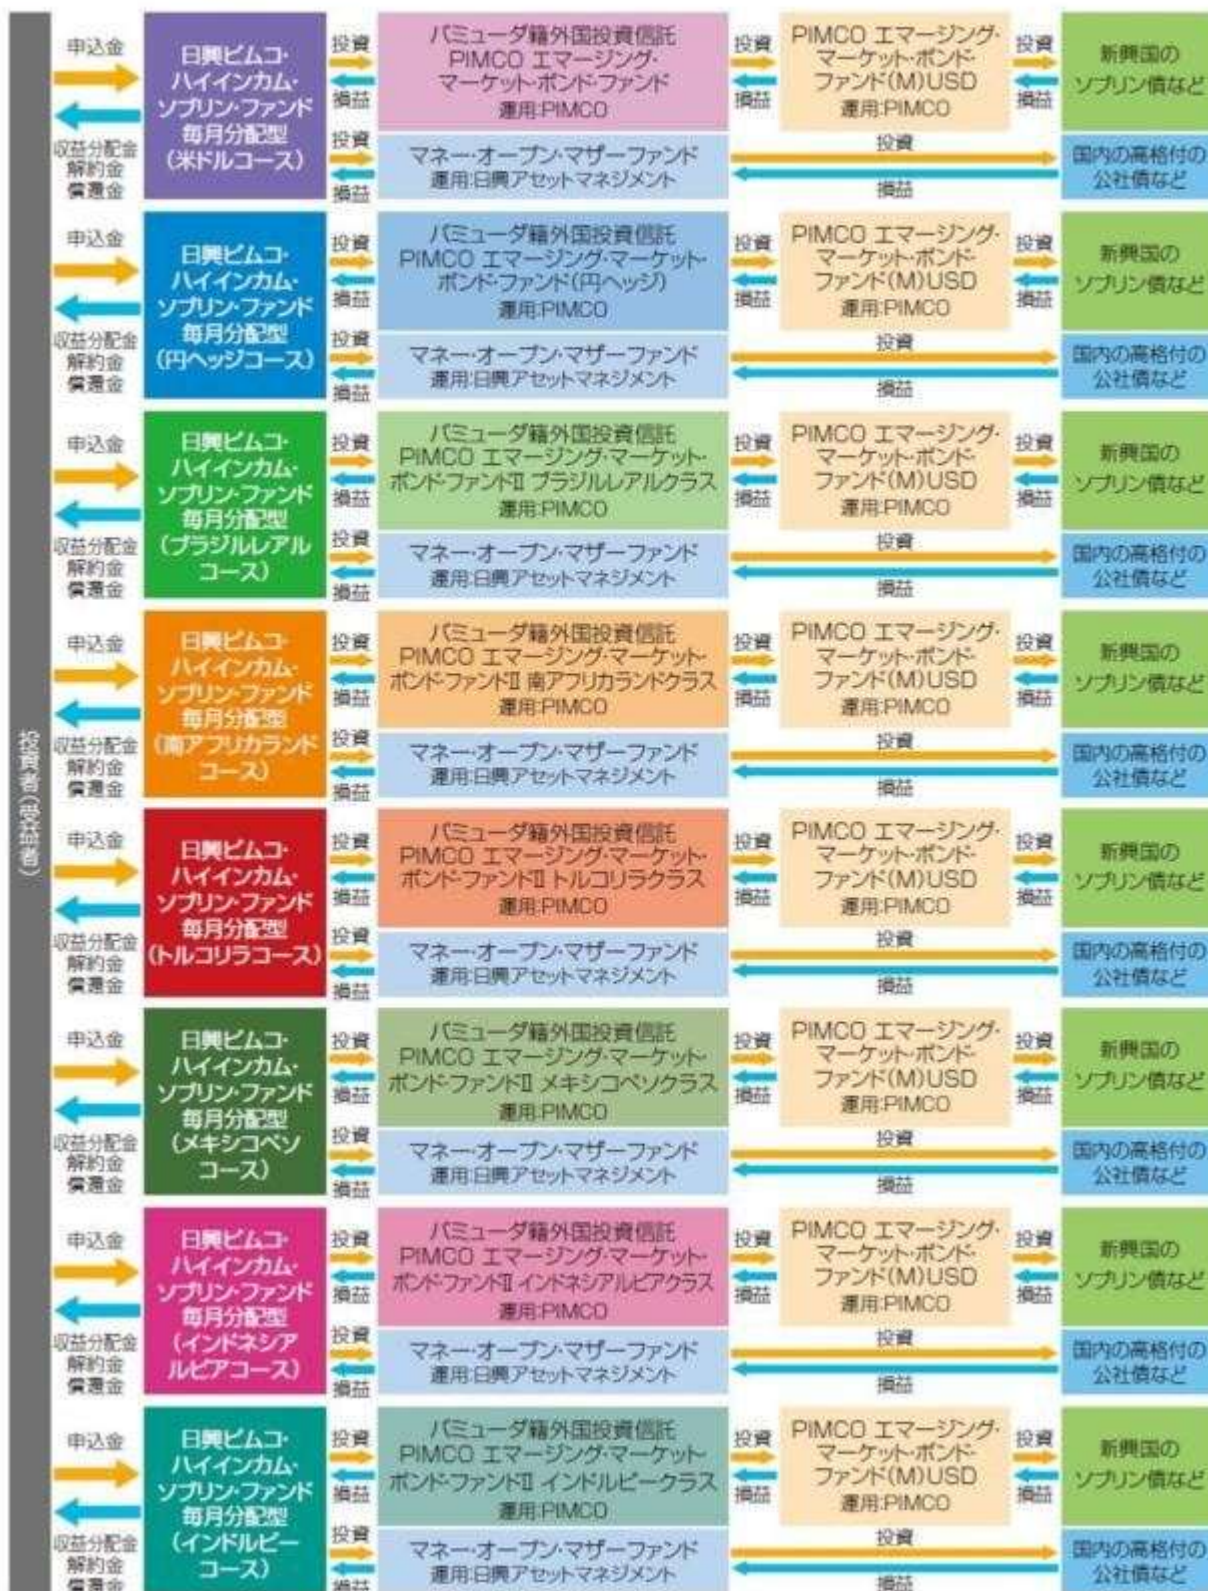 投資者(受益者)
申込金
収益分配金
解約金
償還金
日興ピムコ・
ハイインカム・
ソブリン・ファンド
毎月分配型
(米ドルコース)
投資
損益
投資
損益
バミューダ籍外国投資信託
PIMCO エマージング・
マーケット・ボンド・ファンド
運用:PIMCO
マネー・オープン・マザーファンド
運用:日興アセットマネジメント
投資
損益
PIMCO エマージング・
マーケット・ボンド・
ファンド(M)USD
運用:PIMCO
投資
損益
投資
損益
新興国の
ソブリン債など
国内の高格付の
公社債など
申込金
収益分配金
解約金
償還金
日興ピムコ・
ハイインカム・
ソブリン・ファンド
毎月分配型
(円ヘッジコース)
投資
損益
投資
損益
バミューダ籍外国投資信託
PIMCO エマージング・マーケット・
ボンド・ファンド(円ヘッジ)
運用:PIMCO
マネー・オープン・マザーファンド
運用:日興アセットマネジメント
投資
損益
PIMCO エマージング・
マーケット・ボンド・
ファンド(M)USD
運用:PIMCO
投資
損益
投資
損益
新興国の
ソブリン債など
国内の高格付の
公社債など
申込金
収益分配金
解約金
償還金
日興ピムコ・
ハイインカム・
ソブリン・ファンド
毎月分配型
(ブラジルレアル
コース)
投資
損益
投資
損益
バミューダ籍外国投資信託
PIMCO エマージング・マーケット・
ボンド・ファンドⅡ ブラジルレアルクラス
運用:PIMCO
マネー・オープン・マザーファンド
運用:日興アセットマネジメント
投資
損益
PIMCO エマージング・
マーケット・ボンド・
ファンド(M)USD
運用:PIMCO
投資
損益
投資
損益
新興国の
ソブリン債など
国内の高格付の
公社債など
申込金
収益分配金
解約金
償還金
日興ピムコ・
ハイインカム・
ソブリン・ファンド
毎月分配型
(南アフリカランド
コース)
投資
損益
投資
損益
バミューダ籍外国投資信託
PIMCO エマージング・マーケット・
ボンド・ファンドⅡ 南アフリカランドクラス
運用:PIMCO
マネー・オープン・マザーファンド
運用:日興アセットマネジメント
投資
損益
PIMCO エマージング・
マーケット・ボンド・
ファンド(M)USD
運用:PIMCO
投資
損益
投資
損益
新興国の
ソブリン債など
国内の高格付の
公社債など
申込金
収益分配金
解約金
償還金
日興ピムコ・
ハイインカム・
ソブリン・ファンド
毎月分配型
(トルコリラコース)
投資
損益
投資
損益
バミューダ籍外国投資信託
PIMCO エマージング・マーケット・
ボンド・ファンドⅡ トルコリラクラス
運用:PIMCO
マネー・オープン・マザーファンド
運用:日興アセットマネジメント
投資
損益
PIMCO エマージング・
マーケット・ボンド・
ファンド(M)USD
運用:PIMCO
投資
損益
投資
損益
新興国の
ソブリン債など
国内の高格付の
公社債など
申込金
収益分配金
解約金
償還金
日興ピムコ・
ハイインカム・
ソブリン・ファンド
毎月分配型
(メキシコペソ
コース)
投資
損益
投資
損益
バミューダ籍外国投資信託
PIMCO エマージング・マーケット・
ボンド・ファンドⅡ メキシコペソクラス
運用:PIMCO
マネー・オープン・マザーファンド
運用:日興アセットマネジメント
投資
損益
PIMCO エマージング・
マーケット・ボンド・
ファンド(M)USD
運用:PIMCO
投資
損益
投資
損益
新興国の
ソブリン債など
国内の高格付の
公社債など
申込金
収益分配金
解約金
償還金
日興ピムコ・
ハイインカム・
ソブリン・ファンド
毎月分配型
(インドネシア
ルピアコース)
投資
損益
投資
損益
バミューダ籍外国投資信託
PIMCO エマージング・マーケット・
ボンド・ファンドⅡ インドネシアルピアクラス
運用:PIMCO
マネー・オープン・マザーファンド
運用:日興アセットマネジメント
投資
損益
PIMCO エマージング・
マーケット・ボンド・
ファンド(M)USD
運用:PIMCO
投資
損益
投資
損益
新興国の
ソブリン債など
国内の高格付の
公社債など
申込金
収益分配金
解約金
償還金
日興ピムコ・
ハイインカム・
ソブリン・ファンド
毎月分配型
(インドルピー
コース)
投資
損益
投資
損益
バミューダ籍外国投資信託
PIMCO エマージング・マーケット・
ボンド・ファンドⅡ インドルピークラス
運用:PIMCO
マネー・オープン・マザーファンド
運用:日興アセットマネジメント
投資
損益
PIMCO エマージング・
マーケット・ボンド・
ファンド(M)USD
運用:PIMCO
投資
損益
投資
損益
新興国の
ソブリン債など
国内の高格付の
公社債など